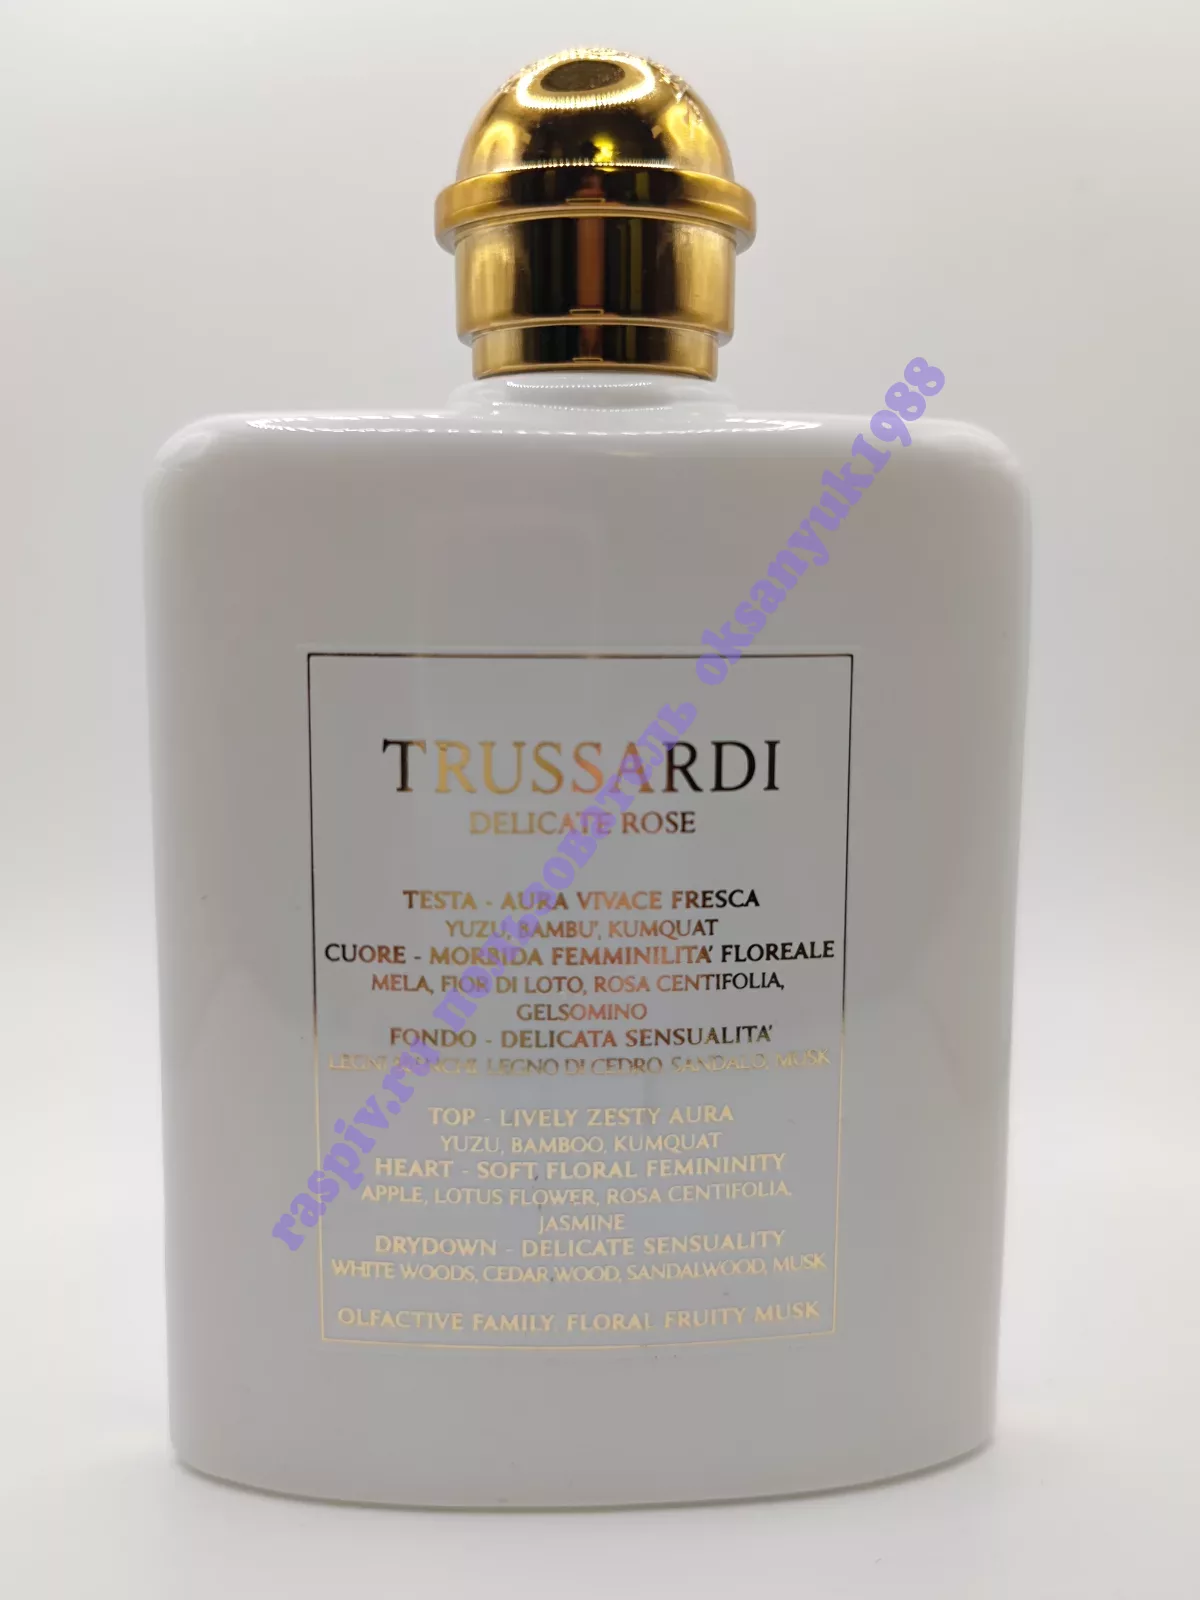 TRUSSARDI
DELICATE ROSE
TESTA - AURA VIVACE FRESCA
YUZU, BAMBU', KUMQUAT
CUORE - MORBIDA FEMMINILITA' FLOREALE
MELA, FIOR DI LOTO, ROSA CENTIFOLIA,
GELSOMINO
FONDO - DELICATA SENSUALITA'
LEGNI BIANCHI, LEGNO DI CEDRO, SANDALO, MUSK
TOP - LIVELY ZESTY AURA
YUZU, BAMBOO, KUMQUAT
HEART - SOFT, FLORAL FEMININITY
APPLE, LOTUS FLOWER, ROSA CENTIFOLIA,
JASMINE
DRYDOWN - DELICATE SENSUALITY
WHITE WOODS, CEDAR WOOD, SANDALWOOD, MUSK
OLFACTIVE FAMILY: FLORAL FRUITY MUSK
raspiv.ru пользователь oksanyuk1988